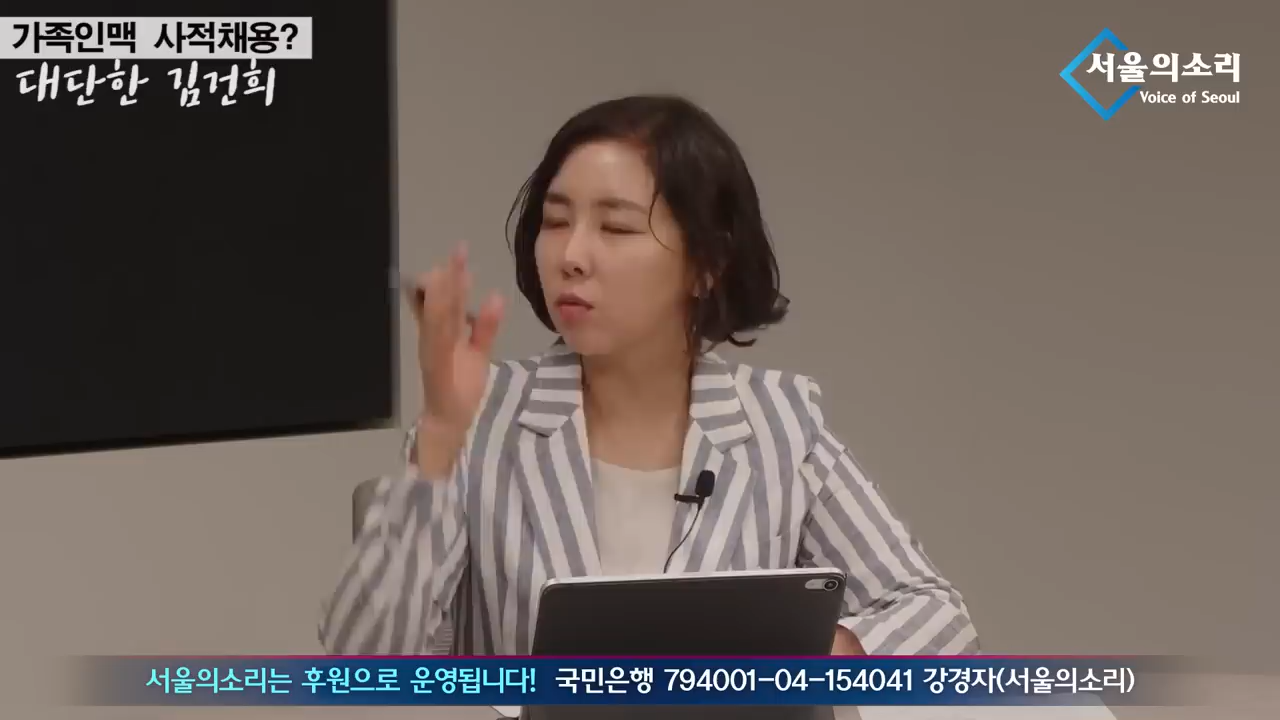 가족인맥 사적채용?
대단한 김건희
서울의소리
Voice of Seoul
서울의소리는 후원으로 운영됩니다! 국민은행 794001-04-154041 강경자(서울의소리)